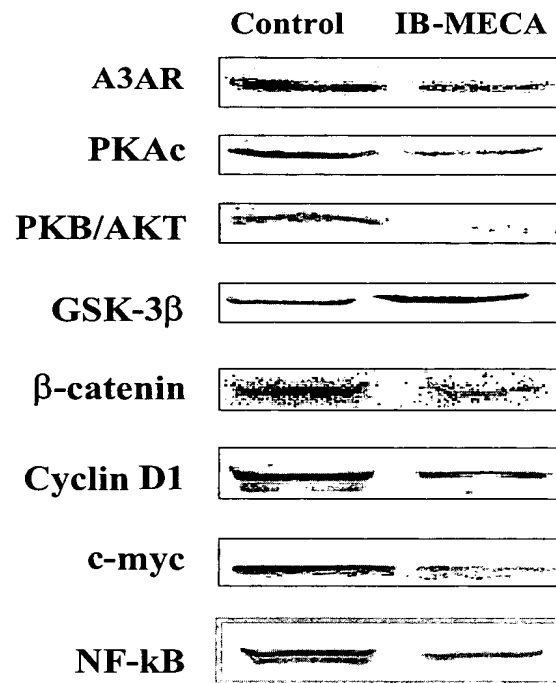 Control IB-MECA
A3AR
PKAc
PKB/AKT
GSK-3β
β-catenin
Cyclin D1
c-myc
NF-kB